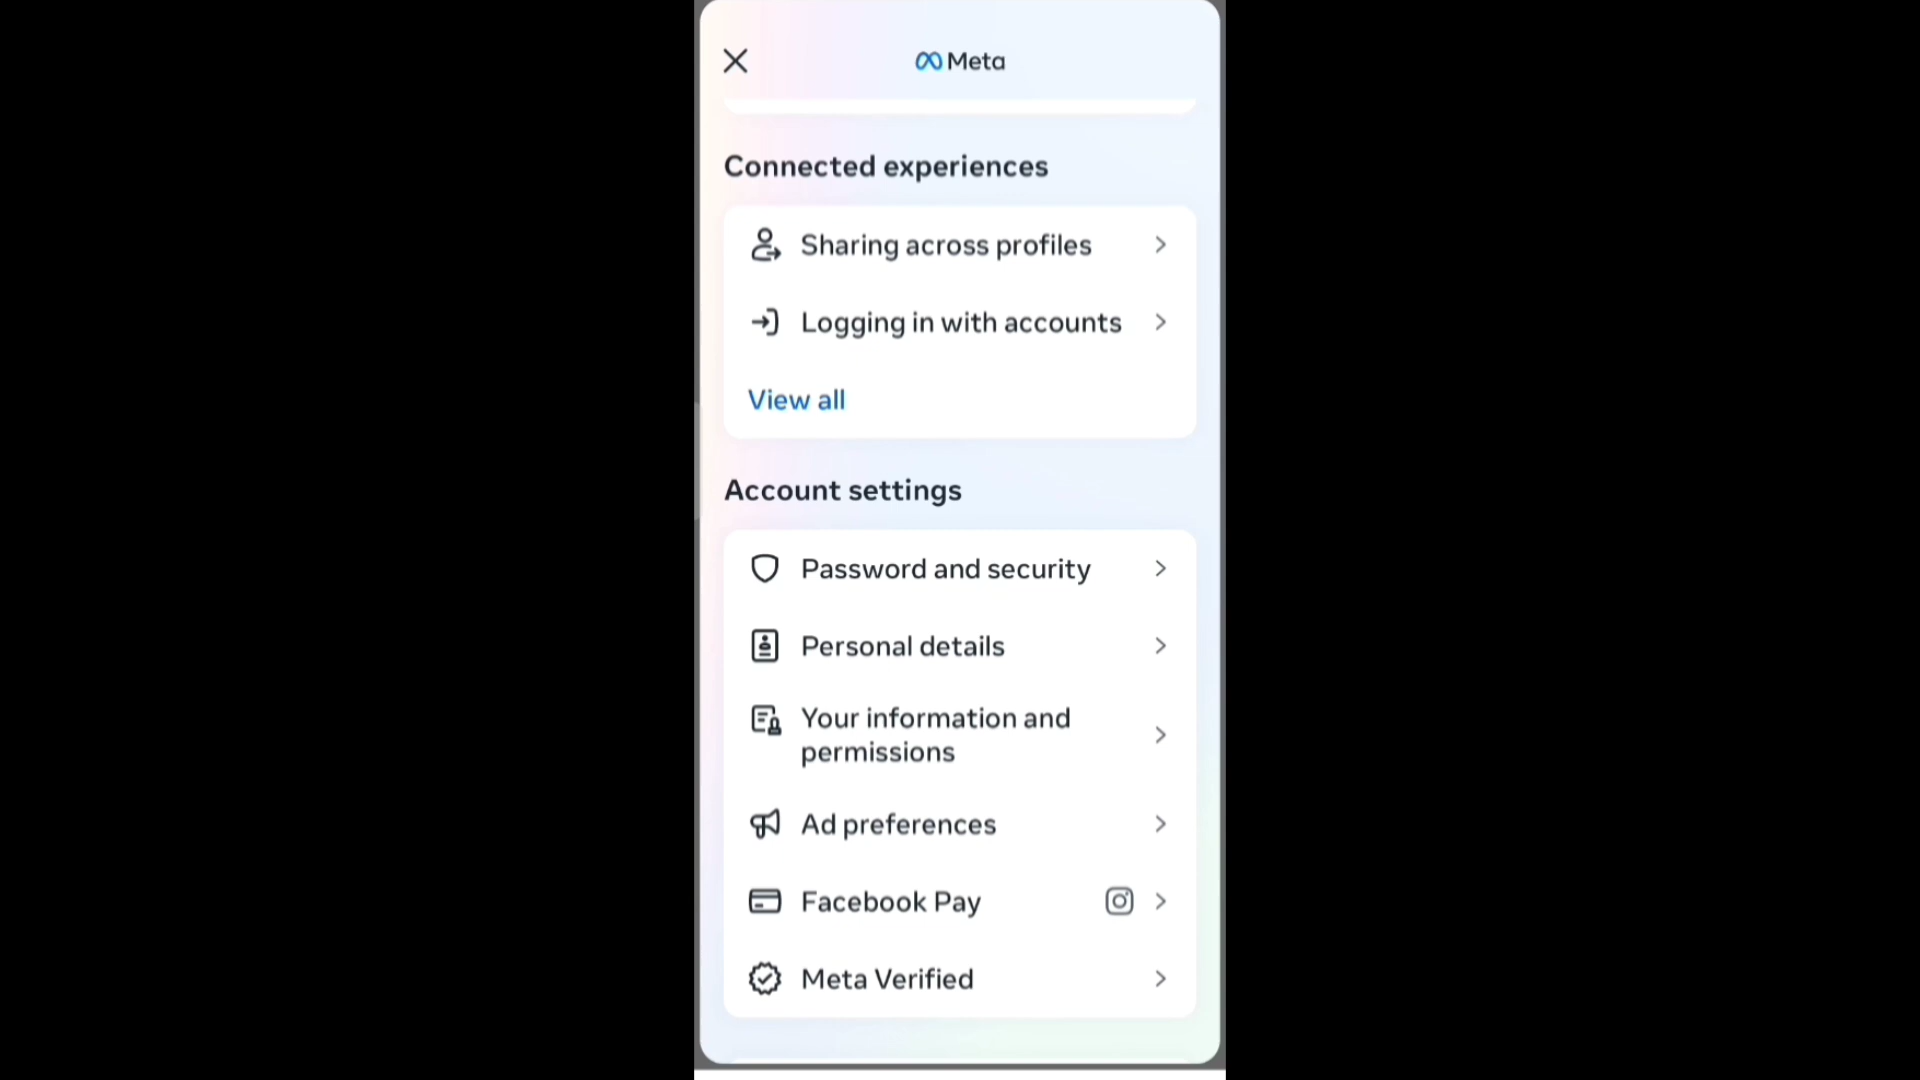 Meta
Connected experiences
Sharing across profiles
Logging in with accounts
View all
Account settings
Password and security
Personal details
Your information and
permissions
Ad preferences
Facebook Pay
Meta Verified